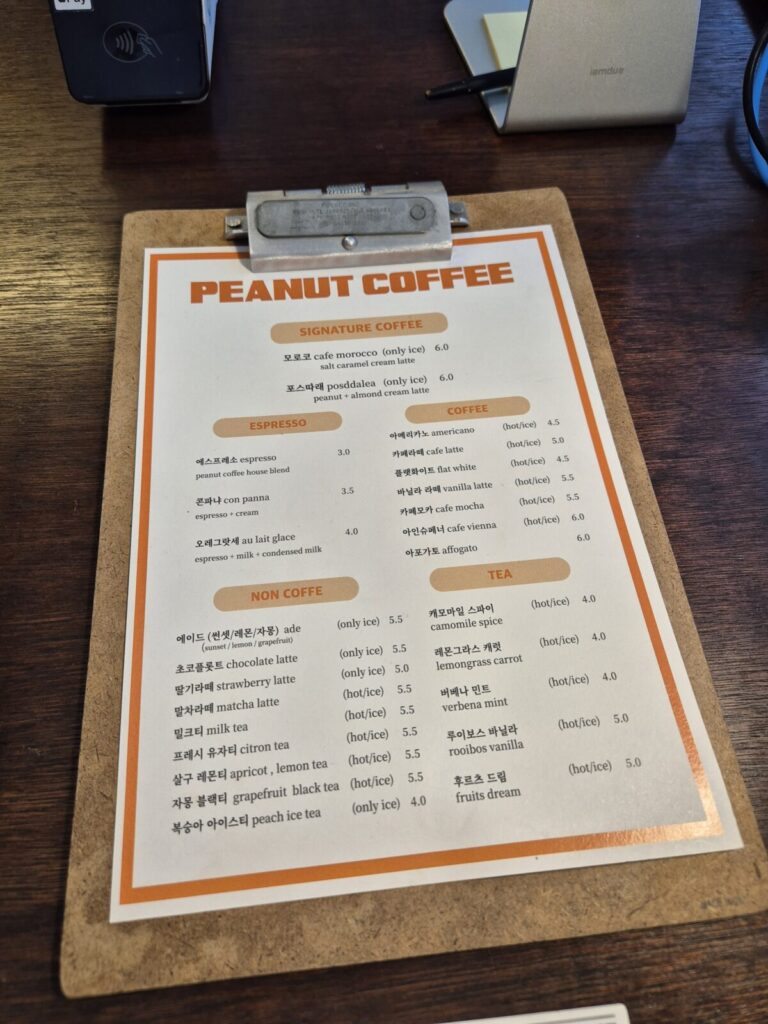 Pay
iamdue
PEANUT COFFEE
SIGNATURE COFFEE
모로코 cafe morocco (only ice) 6.0
salt caramel cream latte
포스따래 posddalea (only ice) 6.0
peanut + almond cream latte
ESPRESSO
에스프레소 espresso 3.0
peanut coffee house blend
콘파냐 con panna 3.5
espresso + cream
오레그랏세 au lait glace 4.0
espresso + milk + condensed milk
COFFEE
아메리카노 americano (hot/ice) 4.5
카페라떼 cafe latte (hot/ice) 5.0
플랫화이트 flat white (hot/ice) 4.5
바닐라 라떼 vanilla latte (hot/ice) 5.5
카페모카 cafe mocha (hot/ice) 5.5
아인슈페너 cafe vienna (hot/ice) 6.0
아포가토 affogato 6.0
NON COFFE
에이드 (썬셋/레몬/자몽) ade (only ice) 5.5
(sunset / lemon / grapefruit)
초코플롯트 chocolate latte (only ice) 5.5
딸기라떼 strawberry latte (only ice) 5.0
말차라떼 matcha latte (hot/ice) 5.5
밀크티 milk tea (hot/ice) 5.5
프레시 유자티 citron tea (hot/ice) 5.5
살구 레몬티 apricot , lemon tea (hot/ice) 5.5
자몽 블랙티 grapefruit black tea (hot/ice) 5.5
복숭아 아이스티 peach ice tea (only ice) 4.0
TEA
캐모마일 스파이 (hot/ice) 4.0
camomile spice
레몬그라스 캐럿 (hot/ice) 4.0
lemongrass carrot
버베나 민트 (hot/ice) 4.0
verbena mint
루이보스 바닐라 (hot/ice) 5.0
rooibos vanilla
후르츠 드림 (hot/ice) 5.0
fruits dream